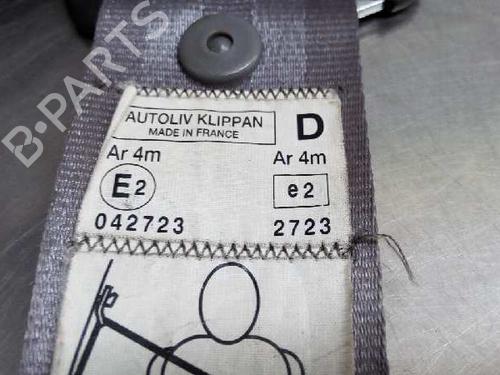 B-PARTS
AUTOLIV KLIPPAN
MADE IN FRANCE
D
Ar 4m
Ar 4m
E2
e2
042723
2723